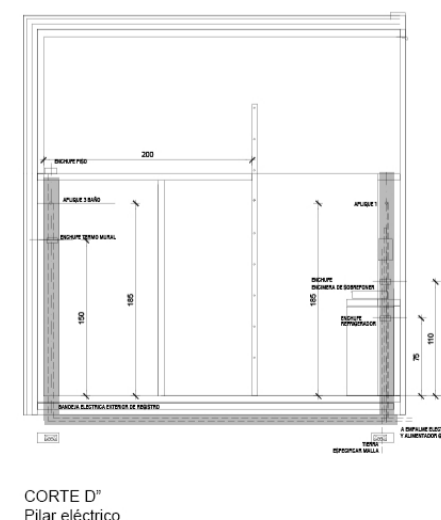 200
ENCHUFE PISO
APLIQUE 3 BAÑO
APLIQUE 1
ENCHUFE TERMO MURAL
185
185
150
ENCHUFE
ENCIMERA DE SOBREPONER
ENCHUFE
REFRIGERADOR
110
75
BANDEJA ELECTRICA EXTERIOR DE REGISTRO
A EMPALME ELEC
Y ALIMENTADOR G
TIERRA
ESPECIFICAR MALLA
CORTE D"
Pilar eléctrico